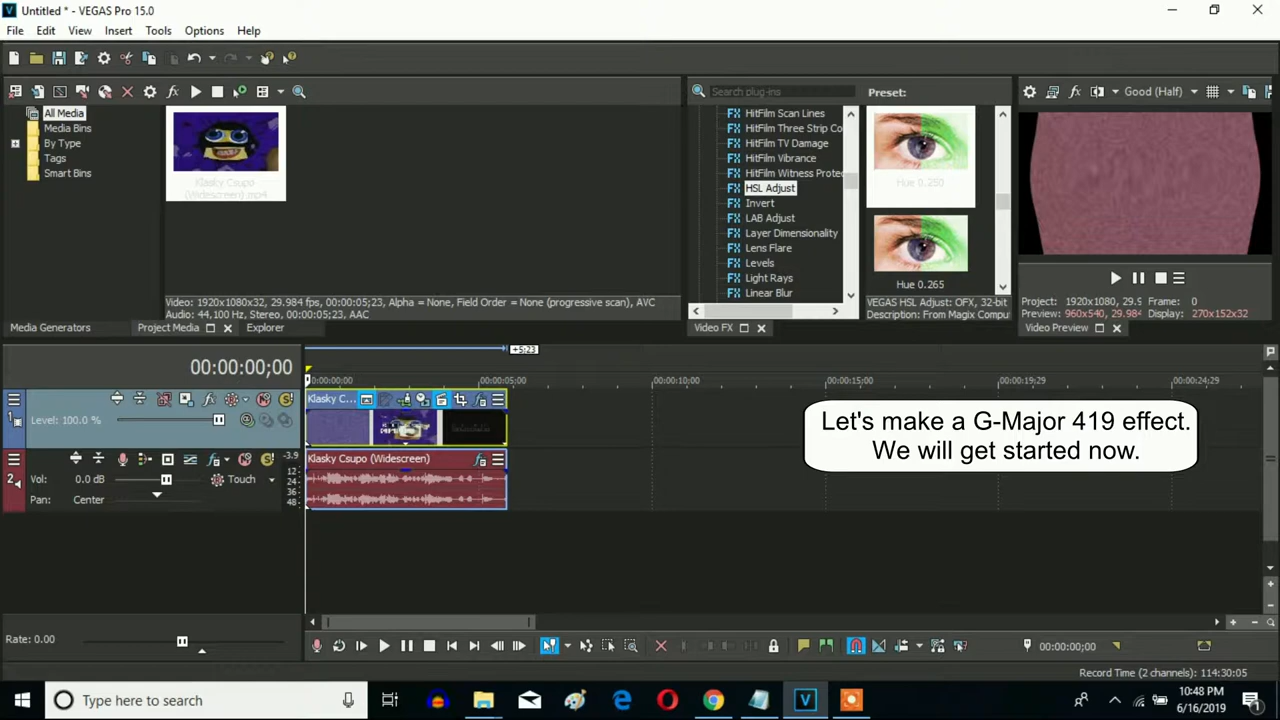 Untitled * - VEGAS Pro 15.0
File Edit View Insert Tools Options Help
All Media
Media Bins
By Type
Tags
Smart Bins
Klasky Csupo
(Widescreen).mp4
Video: 1920x1080x32, 29.984 fps, 00:00:05;23, Alpha = None, Field Order = None (progressive scan), AVC
Audio: 44,100 Hz, Stereo, 00:00:05;23, AAC
Media Generators
Project Media
Explorer
Search plug-ins
HitFilm Scan Lines
HitFilm Three Strip Co
HitFilm TV Damage
HitFilm Vibrance
HitFilm Witness Protec
HSL Adjust
Invert
LAB Adjust
Layer Dimensionality
Lens Flare
Levels
Light Rays
Linear Blur
Preset:
Hue 0.250
Hue 0.265
VEGAS HSL Adjust: OFX, 32-bit
Description: From Magix Compu
Video FX
Good (Half)
Project: 1920x1080, 29.9 Frame: 0
Preview: 960x540, 29.984 Display: 270x152x32
Video Preview
00:00:00;00
+5:23
00:00:00;00
00:00:05;00
00:00:10;00
00:00:15;00
00:00:19;29
00:00:24;29
1
Level: 100.0 %
Klasky C...
2
Vol: 0.0 dB
Touch
Pan: Center
-3.9
12
24
36
48
Klasky Csupo (Widescreen)
Let's make a G-Major 419 effect.
We will get started now.
Rate: 0.00
00:00:00;00
Record Time (2 channels): 114:30:05
Type here to search
10:48 PM
6/16/2019